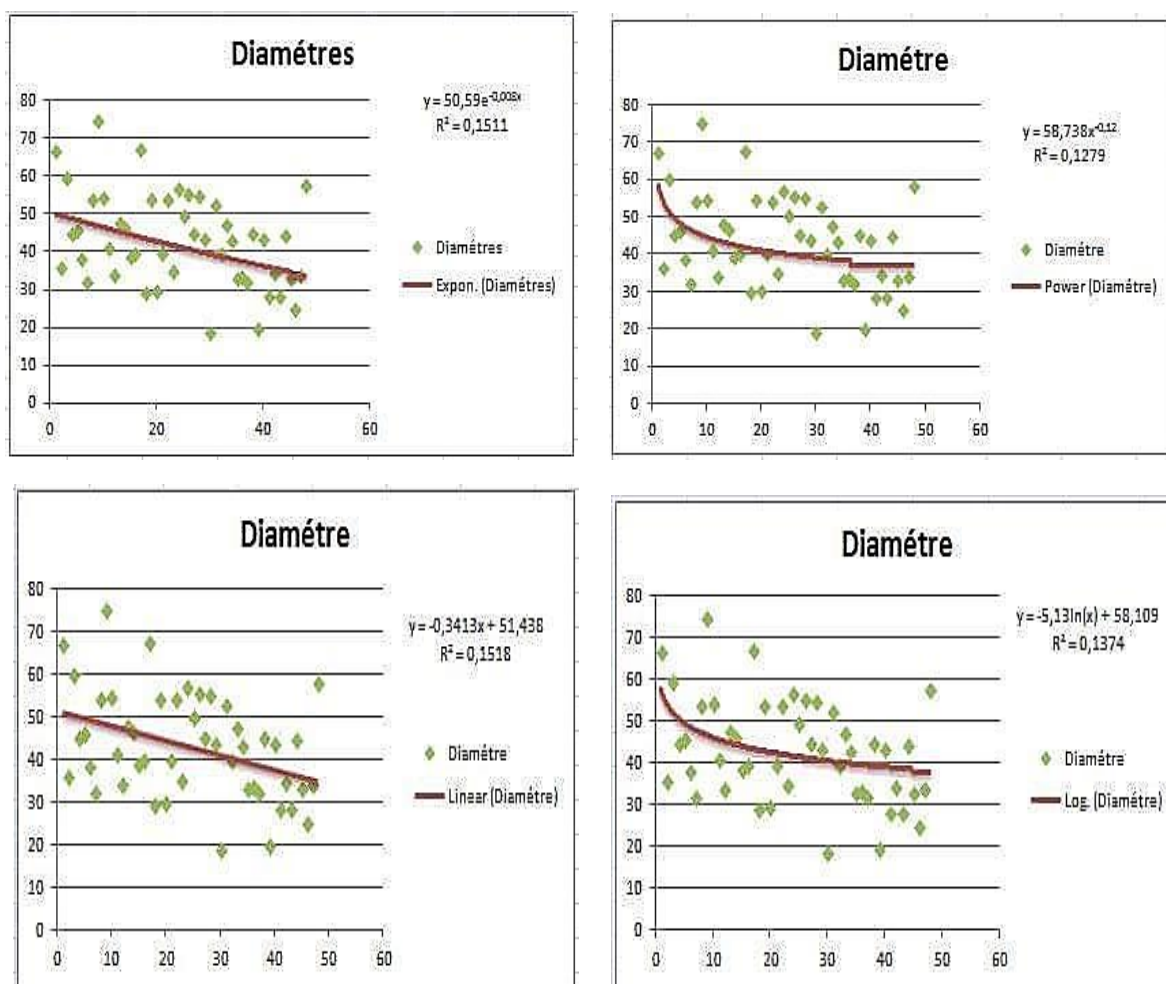 Diamétres
80
70
60
50
40
30
20
10
0
0 20 40 60
y = 50,59e^-0,008x
R² = 0,1511
Diamétres
Expon. (Diamétres)
Diamétre
80
70
60
50
40
30
20
10
0
0 10 20 30 40 50 60
y = 58,738x^-0,12
R² = 0,1279
Diamétre
Power (Diamétre)
Diamétre
80
70
60
50
40
30
20
10
0
0 10 20 30 40 50 60
y = -0,3413x + 51,438
R² = 0,1518
Diamétre
Linear (Diamétre)
Diamétre
80
70
60
50
40
30
20
10
0
0 10 20 30 40 50 60
y = -5,13ln(x) + 58,109
R² = 0,1374
Diamétre
Log. (Diamétre)